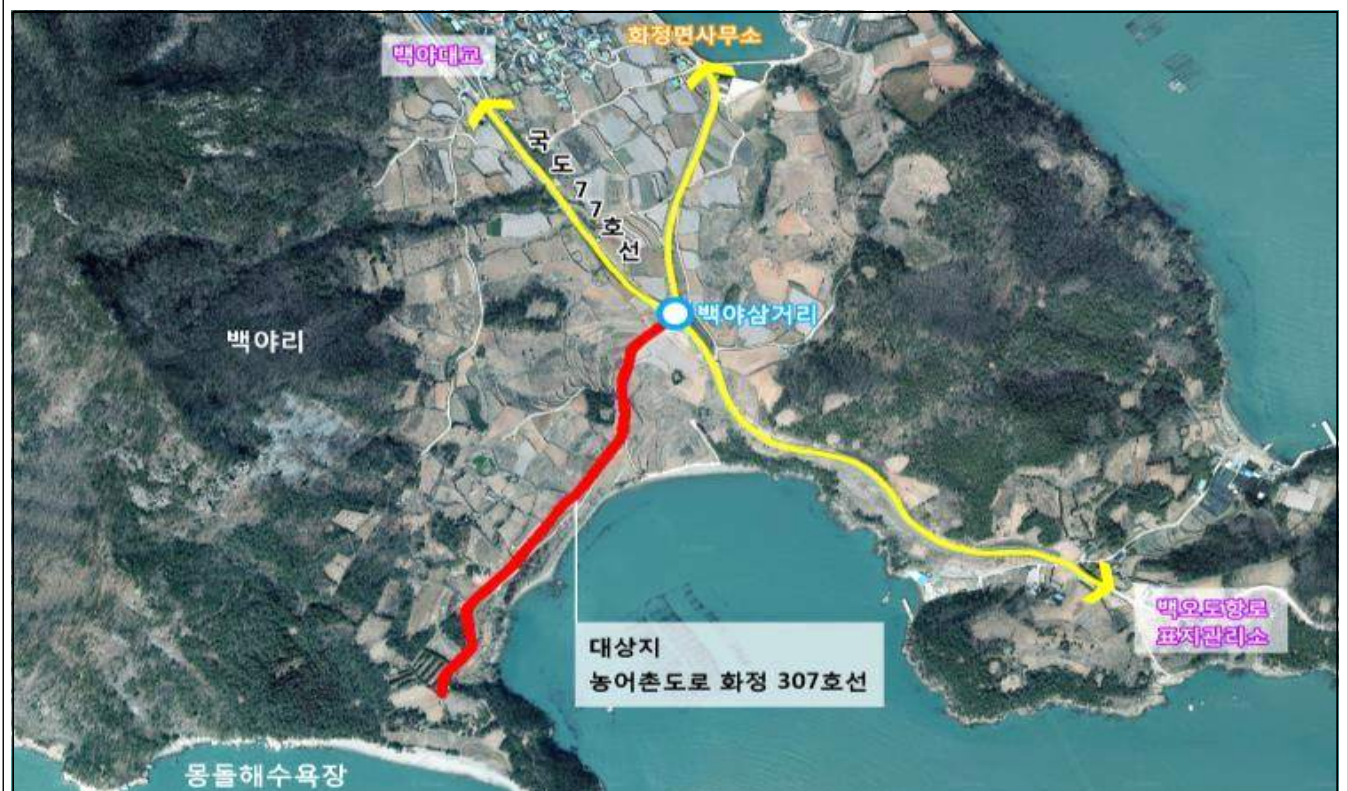 화정면사무소
백야대교
국도77호선
백야삼거리
백야리
백오도항로
표지관리소
대상지
농어촌도로 화정 307호선
몽돌해수욕장